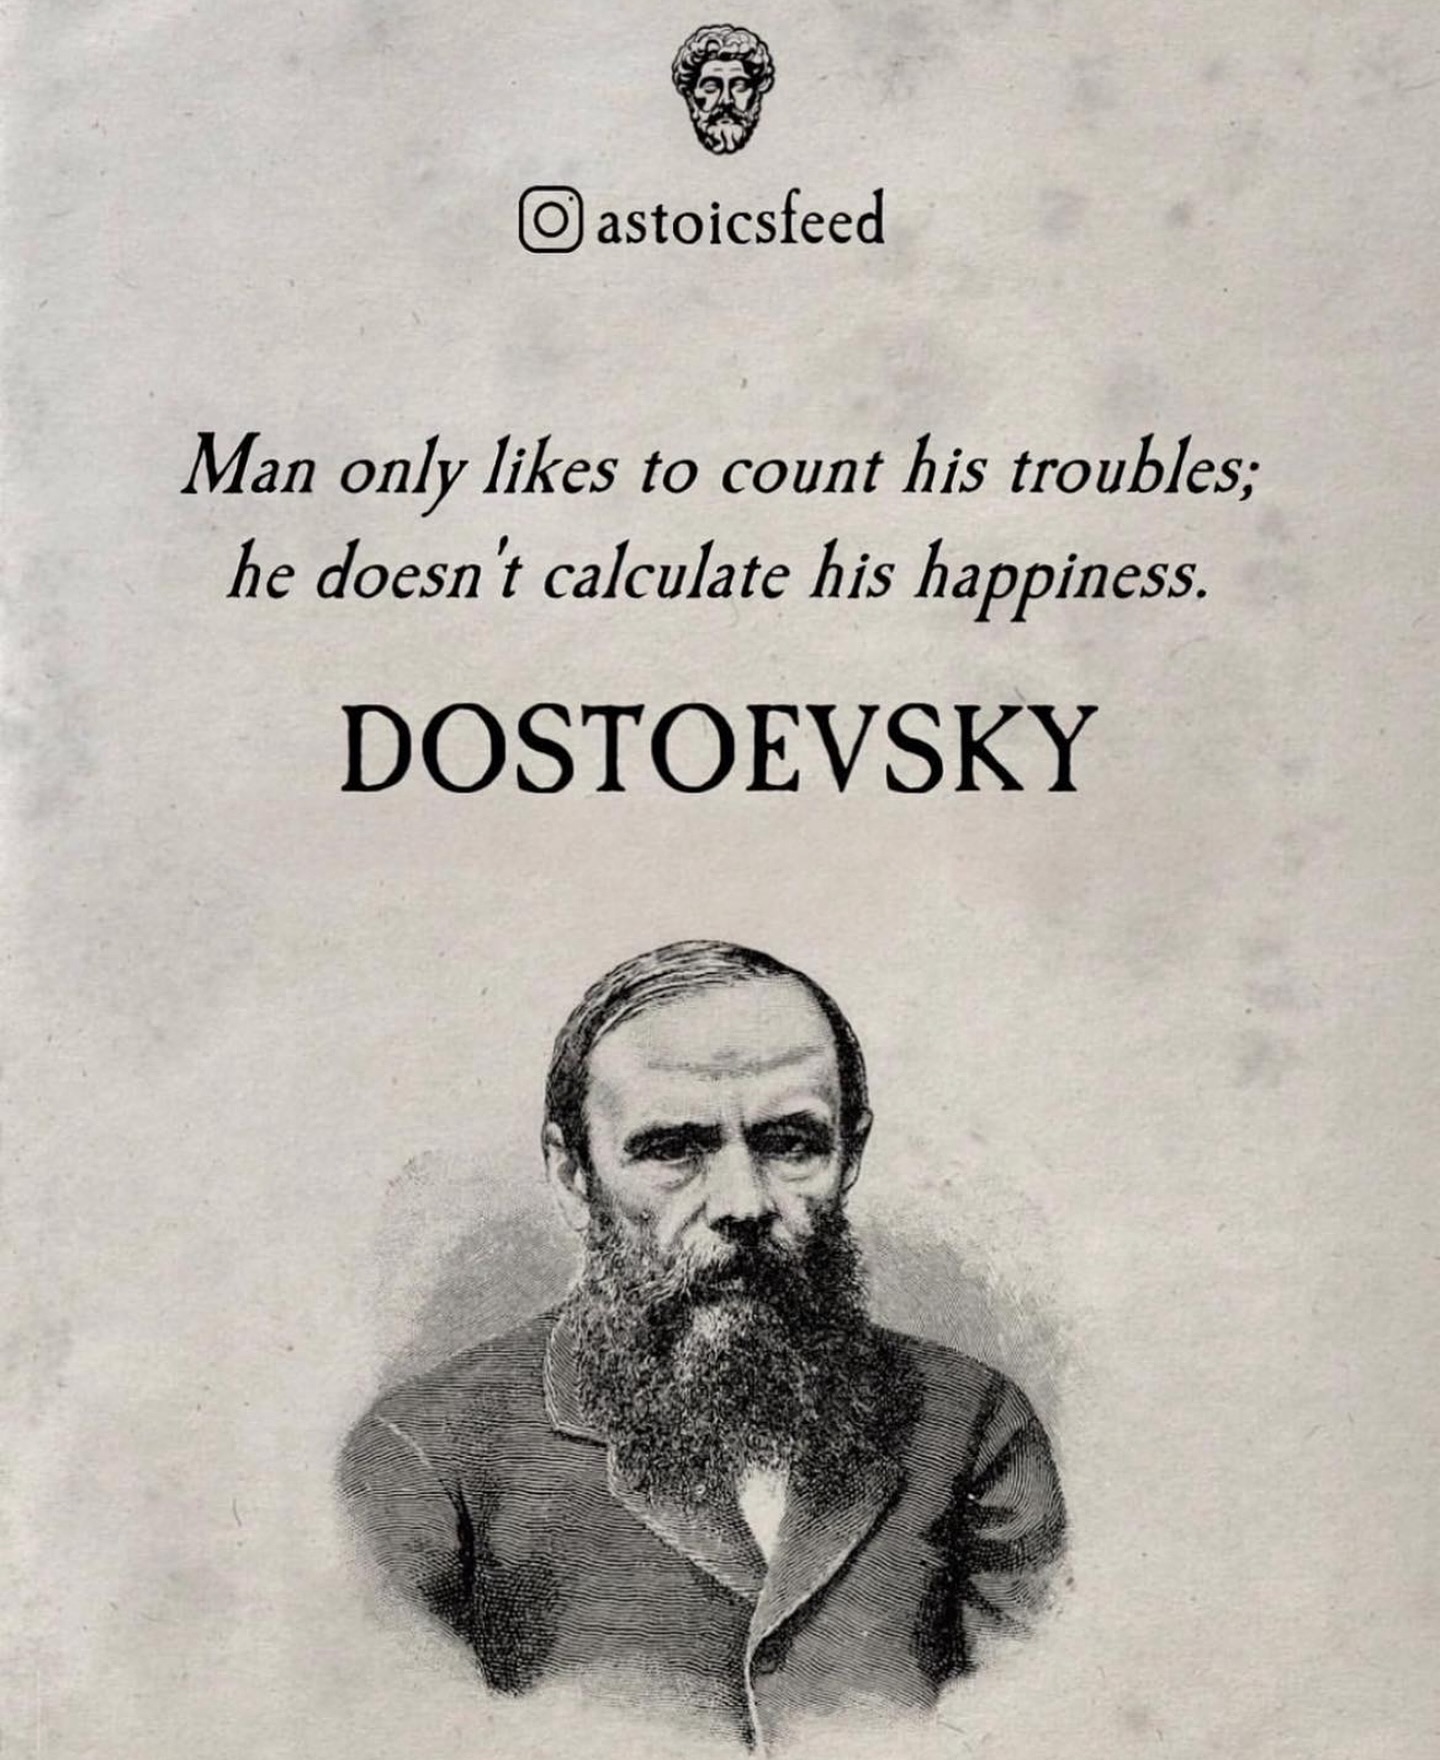 astoicsfeed
Man only likes to count his troubles;
he doesn't calculate his happiness.
DOSTOEVSKY